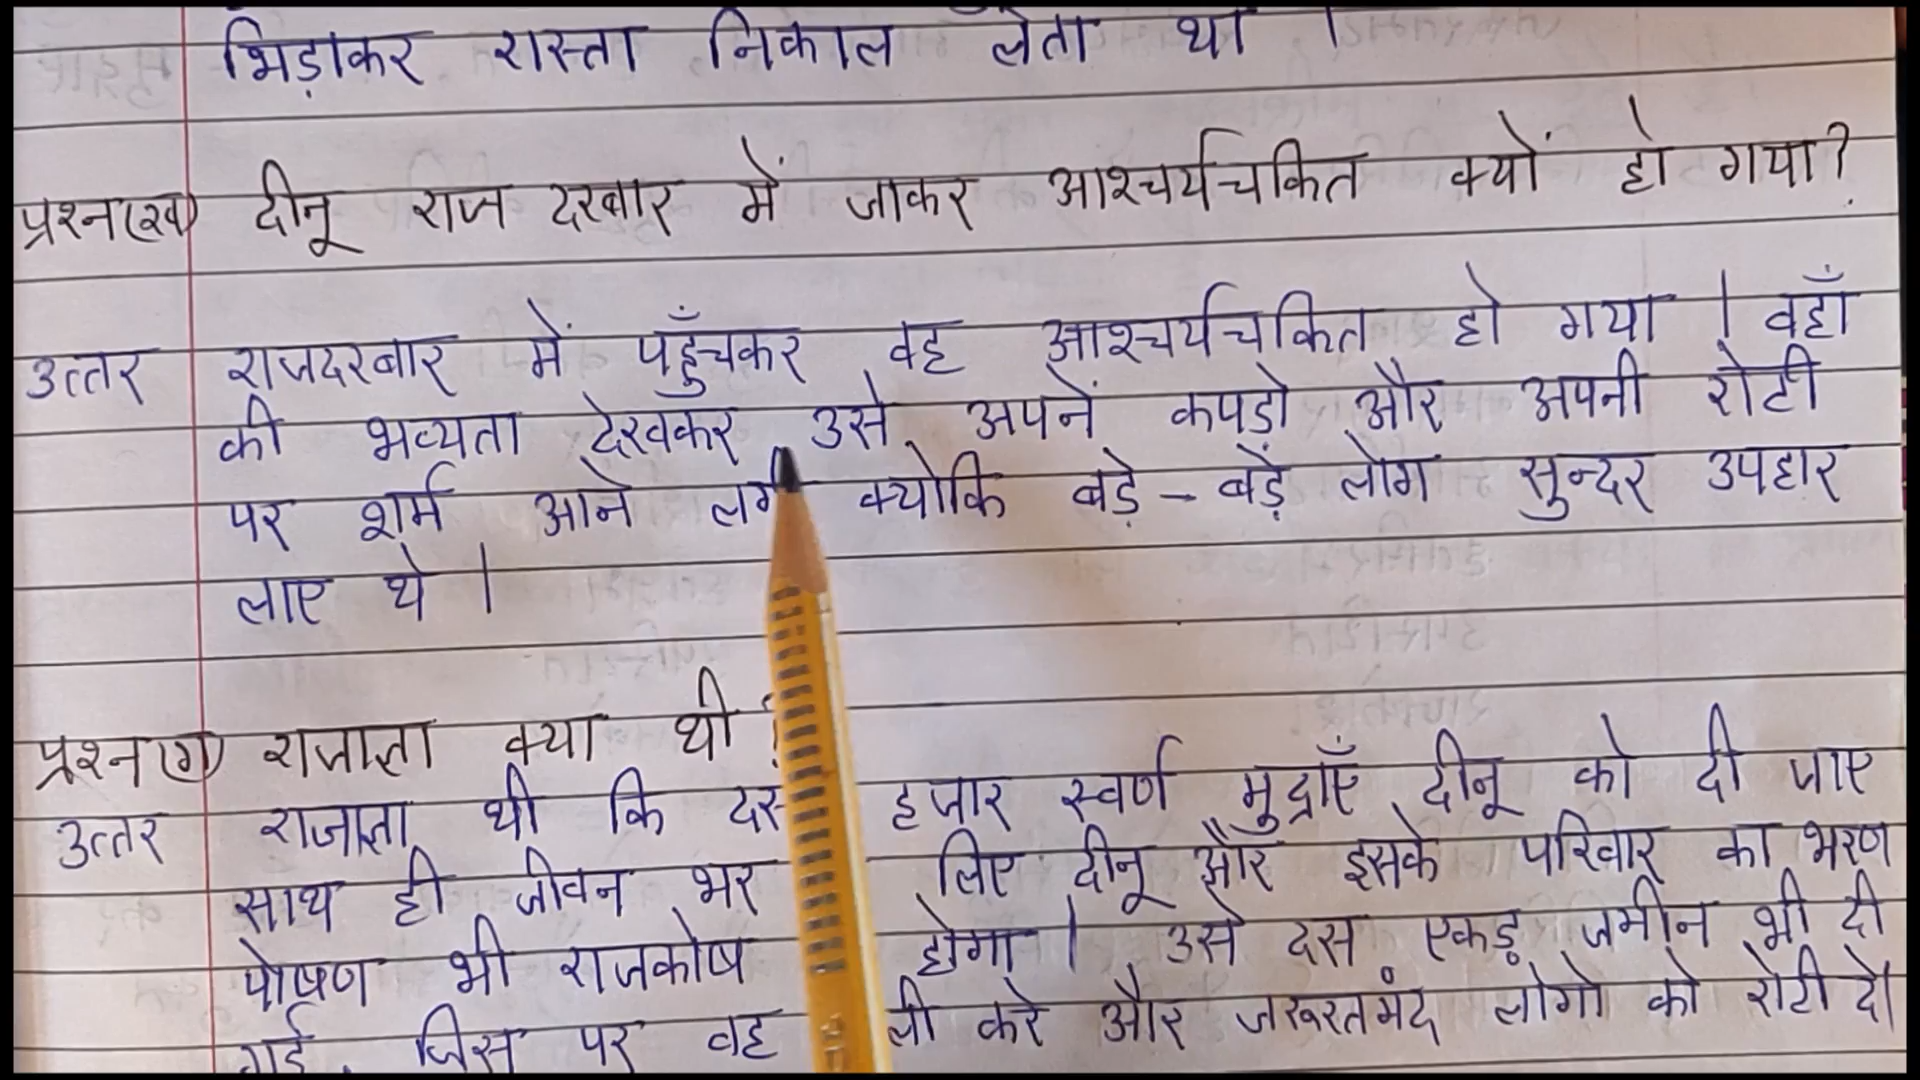 भिड़ाकर रास्ता निकाल लेता था ।
प्रश्न(ख) दीनू राज दरबार में जाकर आश्चर्यचकित क्यों हो गया?
उत्तर राजदरबार में पहुँचकर वह आश्चर्यचकित हो गया । वहाँ
की भव्यता देखकर उसे अपनें कपड़ो और अपनी रोटी
पर शर्म आने क्योकि बड़े - बड़ें लोग सुन्दर उपहार
लाए थे ।
प्रश्न(ग) राजाज्ञा क्या थी ?
उत्तर राजाज्ञा थी कि हजार स्वर्ण मुद्राएँ दीनू को दी जाए
साथ ही जीवन भर लिए दीनू और इसके परिवार का भरण
पोषण भी राजकोष होगा । उसे दस एकड़ जमीन भी दी
गई, जिस पर वह करे और जरूरतमंद लोगो को रोटी दे।